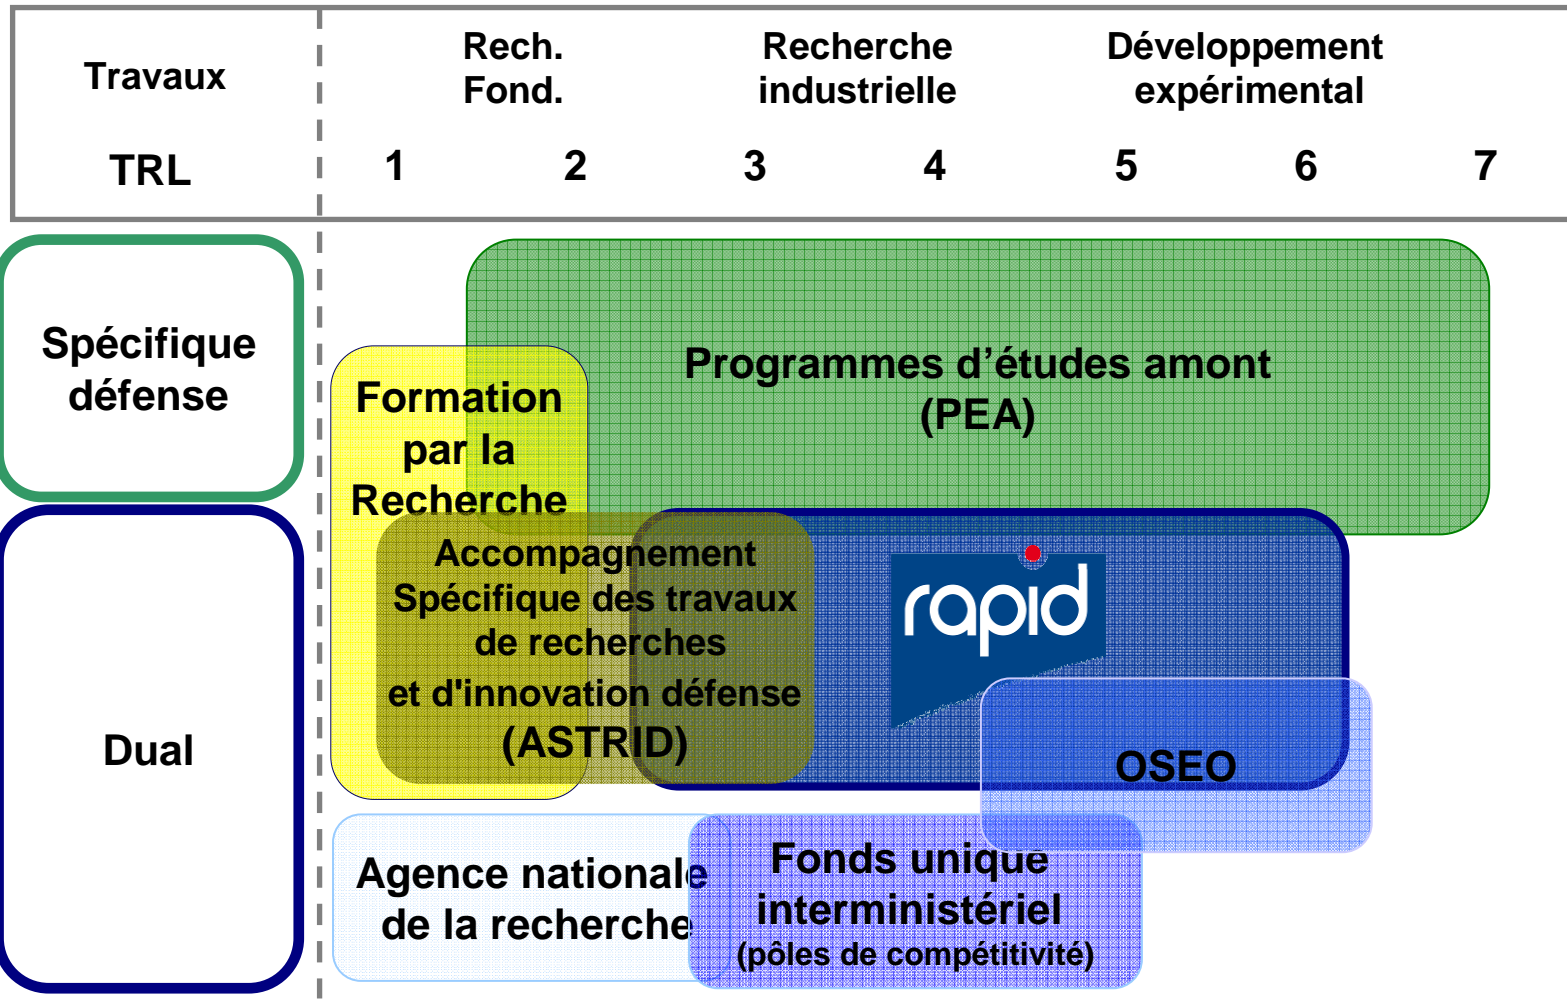 Travaux
Rech.
Fond.
Recherche
industrielle
Développement
expérimental
TRL
1 2 3 4 5 6 7
Spécifique
défense
Programmes d’études amont
(PEA)
Formation
par la
Recherche
Accompagnement
Spécifique des travaux
de recherches
et d'innovation défense
(ASTRID)
rapid
Dual
OSEO
Agence nationale
de la recherche
Fonds unique
interministériel
(pôles de compétitivité)